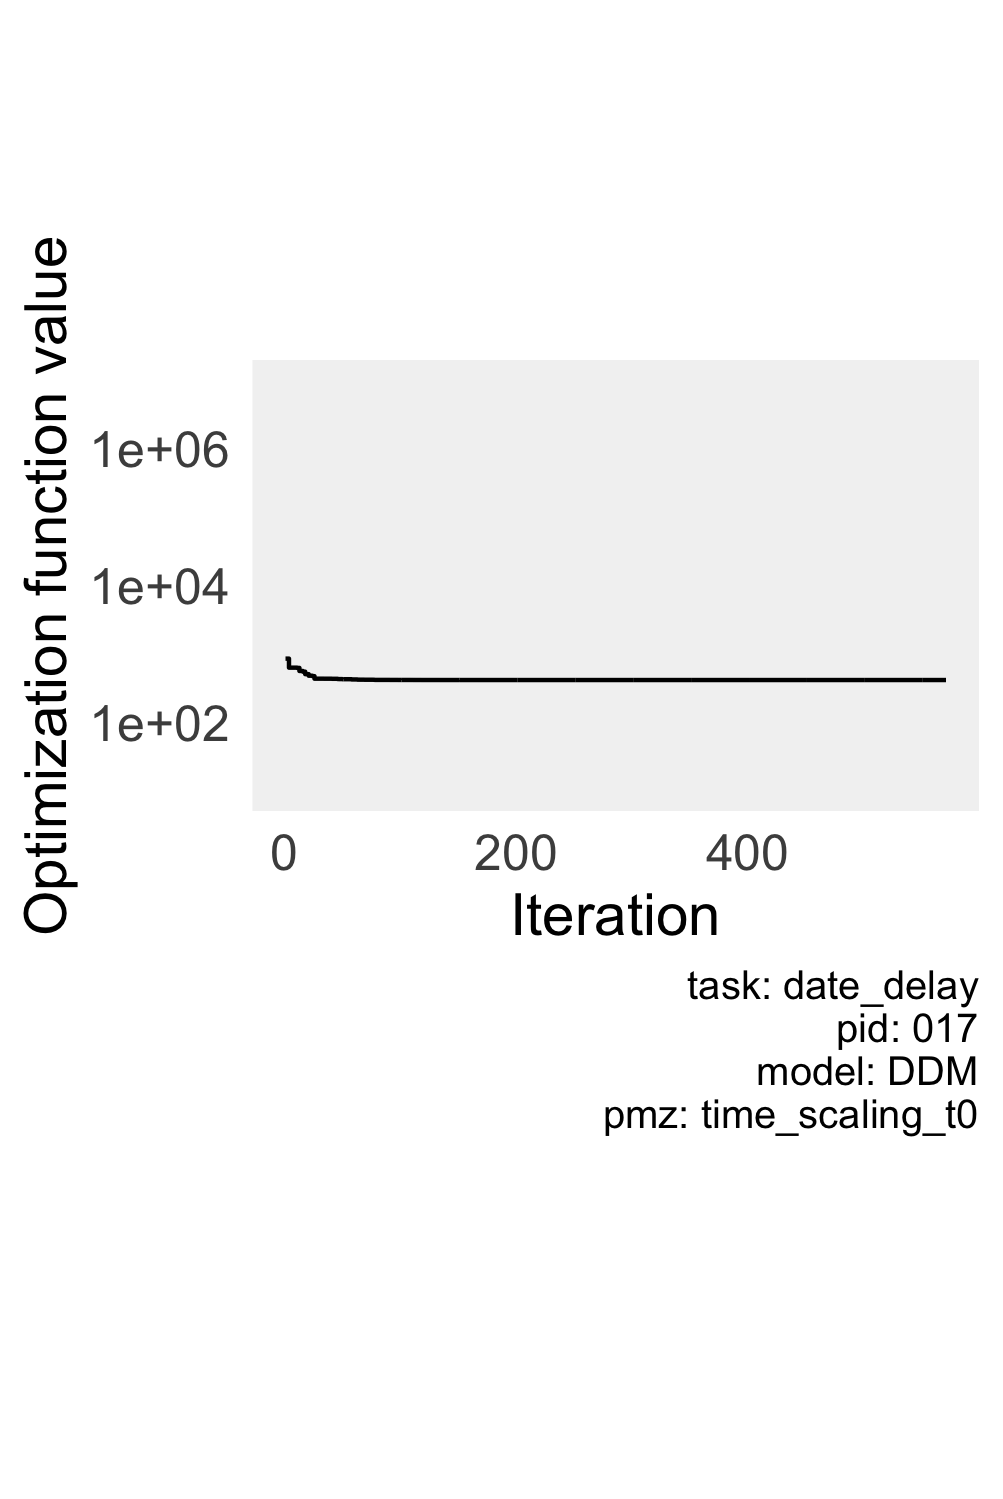 Optimization function value
1e+06
1e+04
1e+02
0 200 400
Iteration
task: date_delay
pid: 017
model: DDM
pmz: time_scaling_t0